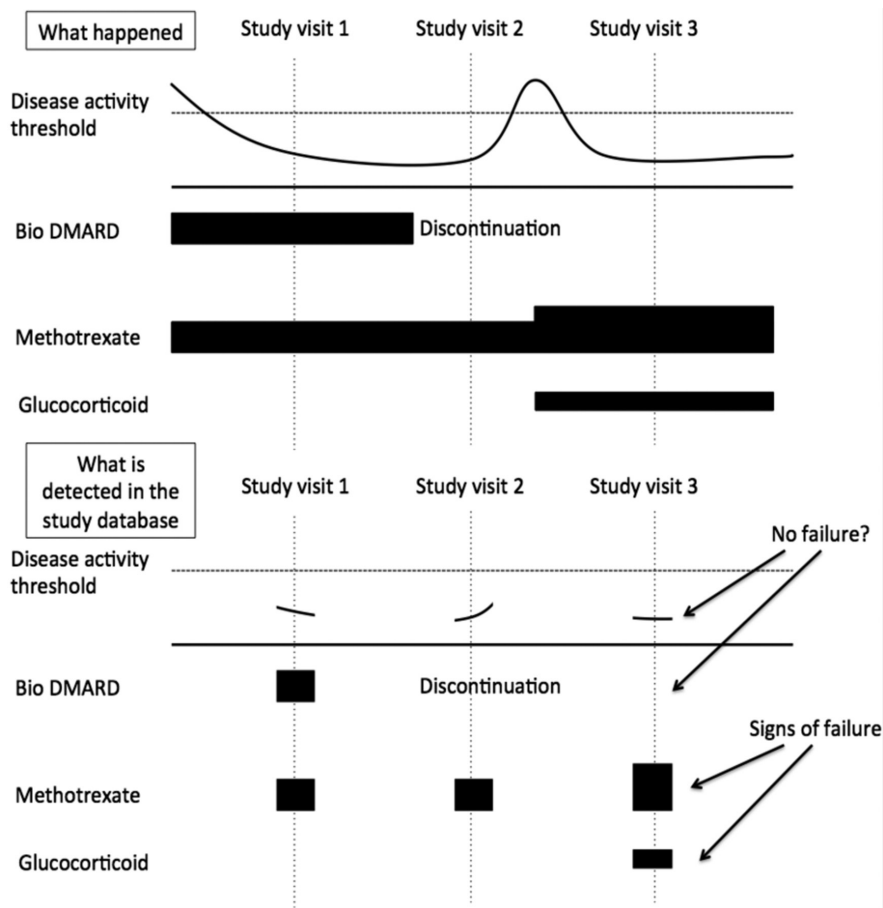 What happened
Study visit 1
Study visit 2
Study visit 3
Disease activity
threshold
Bio DMARD
Discontinuation
Methotrexate
Glucocorticoid
What is
detected in the
study database
Study visit 1
Study visit 2
Study visit 3
No failure?
Disease activity
threshold
Bio DMARD
Discontinuation
Signs of failure
Methotrexate
Glucocorticoid